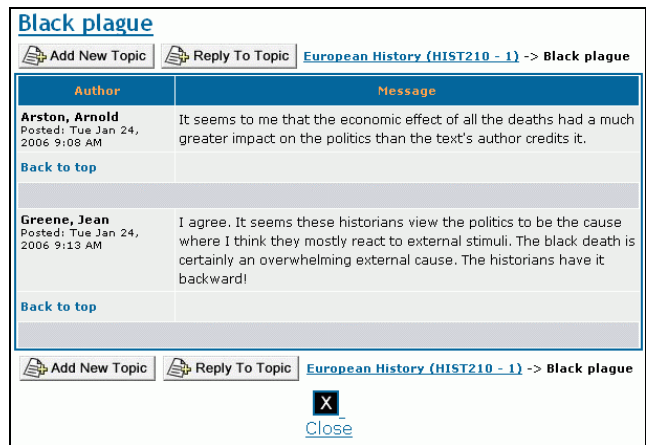 Black plague
Add New Topic Reply To Topic European History (HIST210 - 1) -> Black plague
Author Message
Arston, Arnold
Posted: Tue Jan 24,
2006 9:08 AM
It seems to me that the economic effect of all the deaths had a much
greater impact on the politics than the text's author credits it.
Back to top
Greene, Jean
Posted: Tue Jan 24,
2006 9:13 AM
I agree. It seems these historians view the politics to be the cause
where I think they mostly react to external stimuli. The black death is
certainly an overwhelming external cause. The historians have it
backward!
Back to top
Add New Topic Reply To Topic European History (HIST210 - 1) -> Black plague
X
Close